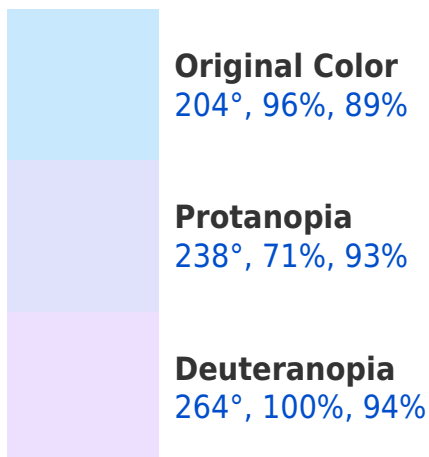 Original Color
204°, 96%, 89%
Protanopia
238°, 71%, 93%
Deuteranopia
264°, 100%, 94%